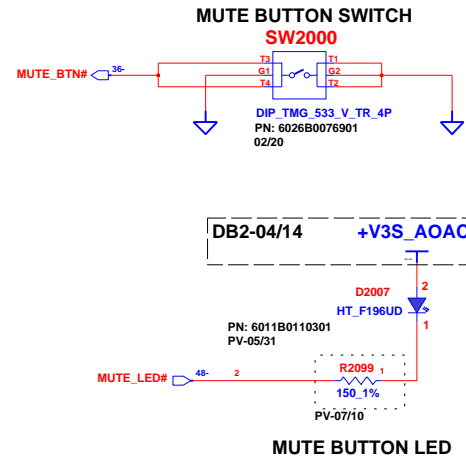 MUTE BUTTON SWITCH
SW2000
T3 T1
MUTE_BTN# 36- G1 G2
T4 T2
DIP_TMG_533_V_TR_4P
PN: 6026B0076901
02/20
DB2-04/14 +V3S_AOAC
D2007 2
HT_F196UD
PN: 6011B0110301 1
PV-05/31
R2099
MUTE_LED# 48- 2 1
150_1%
PV-07/10
MUTE BUTTON LED